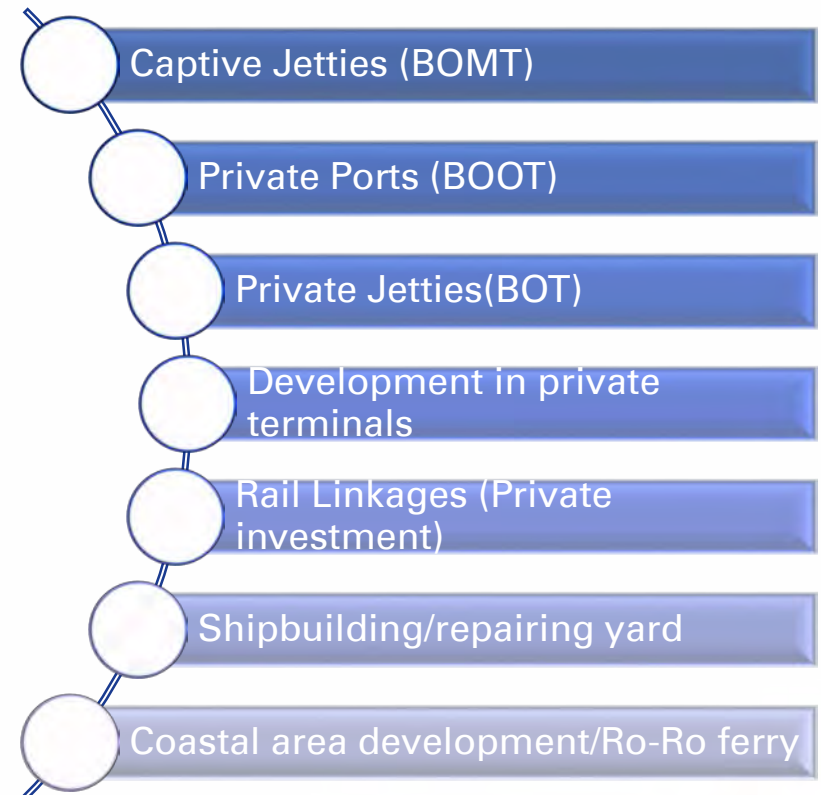 Captive Jetties (BOMT)
Private Ports (BOOT)
Private Jetties(BOT)
Development in private
terminals
Rail Linkages (Private
investment)
Shipbuilding/repairing yard
Coastal area development/Ro-Ro ferry